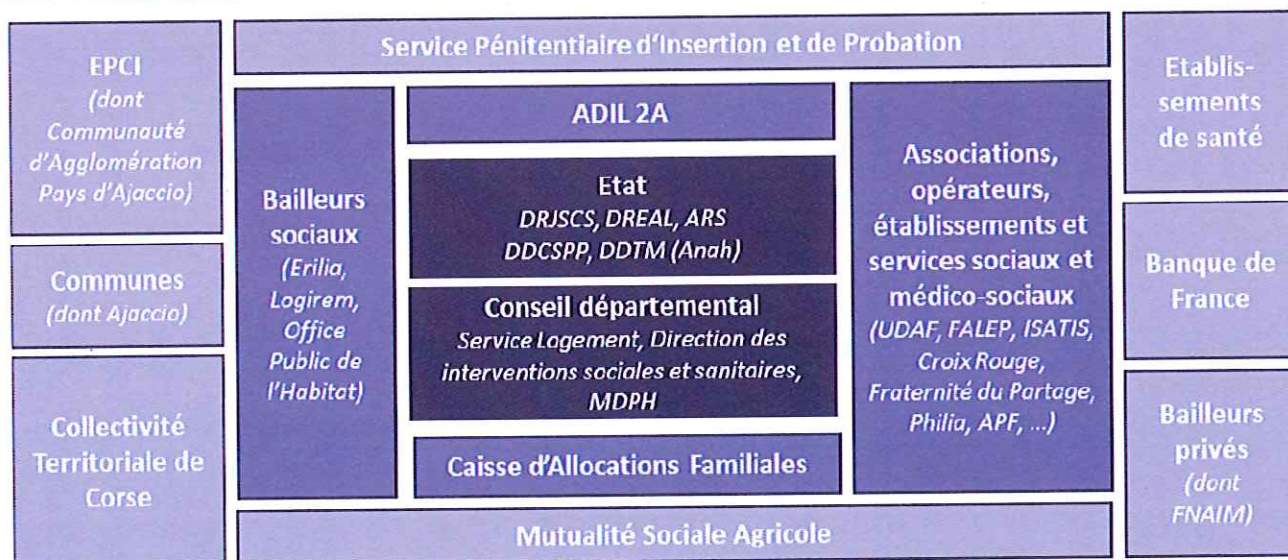 EPCI
(dont
Communauté
d'Agglomération
Pays d'Ajaccio)
Communes
(dont Ajaccio)
Collectivité
Territoriale de
Corse
Service Pénitentiaire d'Insertion et de Probation
Bailleurs
sociaux
(Erilia,
Logirem,
Office
Public de
l'Habitat)
ADIL 2A
Etat
DRJSCS, DREAL, ARS
DDCSPP, DDTM (Anah)
Conseil départemental
Service Logement, Direction des
interventions sociales et sanitaires,
MDPH
Caisse d'Allocations Familiales
Associations,
opérateurs,
établissements et
services sociaux et
médico-sociaux
(UDAF, FALEP, ISATIS,
Croix Rouge,
Fraternité du Partage,
Philia, APF, ...)
Mutualité Sociale Agricole
Etablis-
sements
de santé
Banque de
France
Bailleurs
privés
(dont
FNAIM)